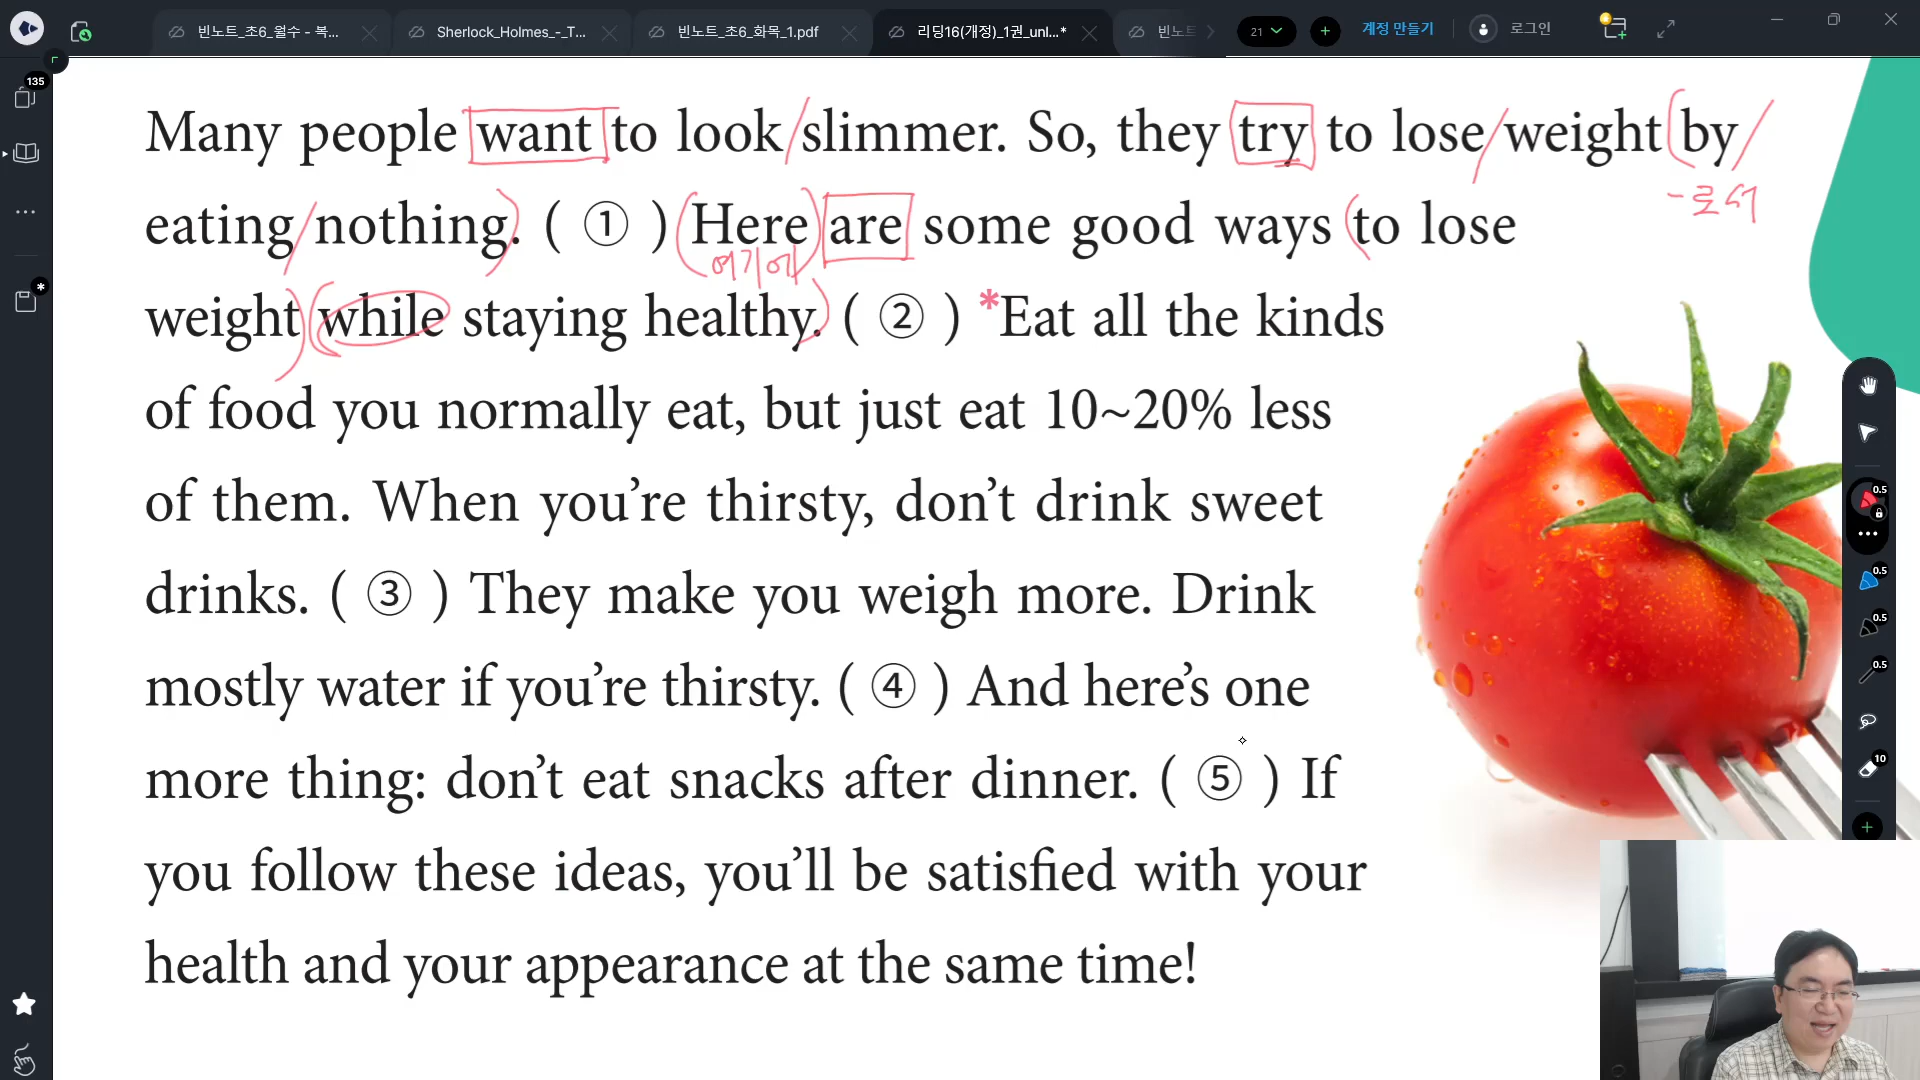 빈노트_초6_월수 - 복...
Sherlock_Holmes_-_T...
빈노트_초6_화목_1.pdf
리딩16(개정)_1권_unl...*
빈노트
21
계정 만들기
로그인
135
Many people want to look slimmer. So, they try to lose weight by
-로서
eating nothing. ( ① ) Here are some good ways to lose
여기에
weight while staying healthy. ( ② ) *Eat all the kinds
of food you normally eat, but just eat 10~20% less
of them. When you're thirsty, don't drink sweet
drinks. ( ③ ) They make you weigh more. Drink
mostly water if you're thirsty. ( ④ ) And here's one
more thing: don't eat snacks after dinner. ( ⑤ ) If
you follow these ideas, you'll be satisfied with your
health and your appearance at the same time!
0.5
0.5
0.5
0.5
10